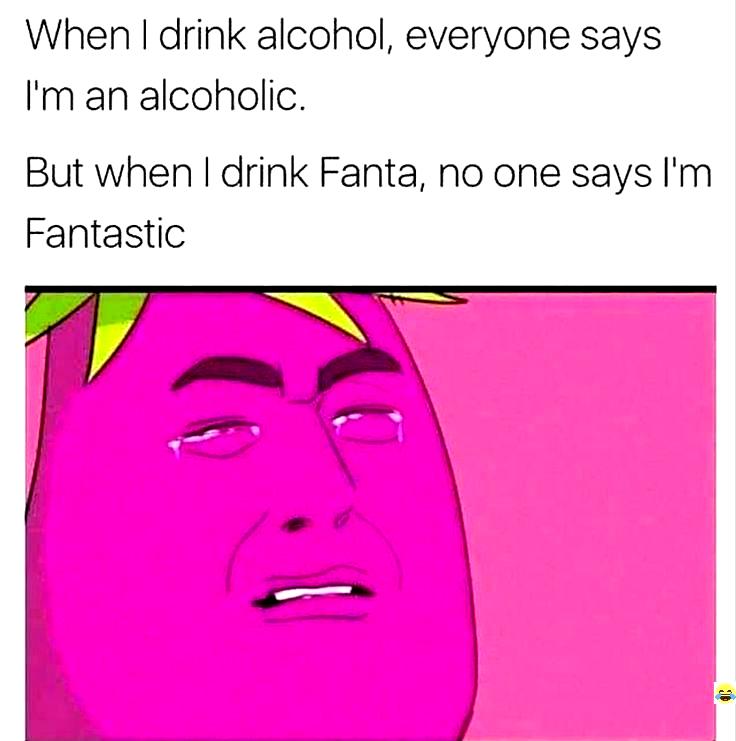 When I drink alcohol, everyone says
I'm an alcoholic.
But when I drink Fanta, no one says I'm
Fantastic